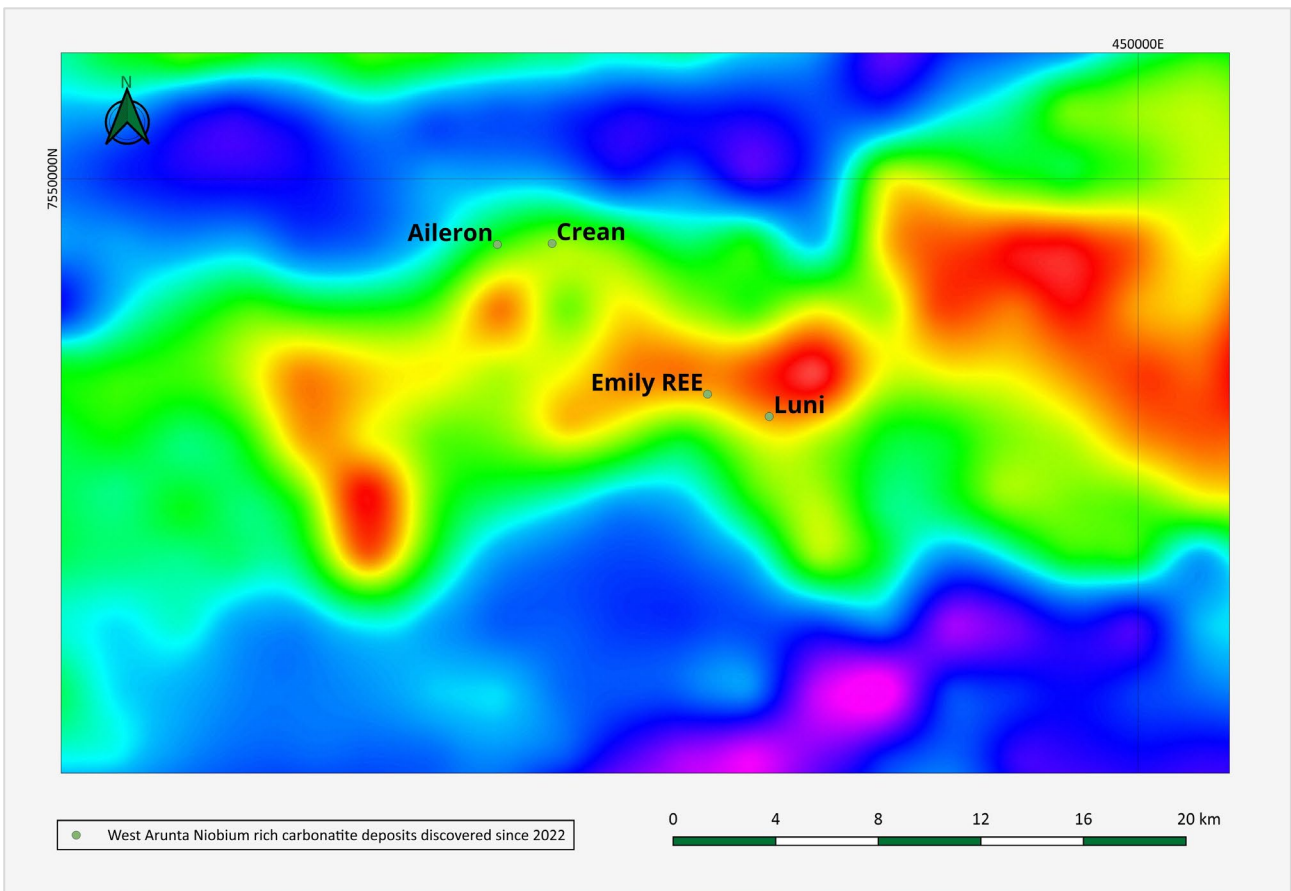 450000E
N
7750000N
Aileron
Crean
Emily REE
Luni
West Arunta Niobium rich carbonatite deposits discovered since 2022
0 4 8 12 16 20 km